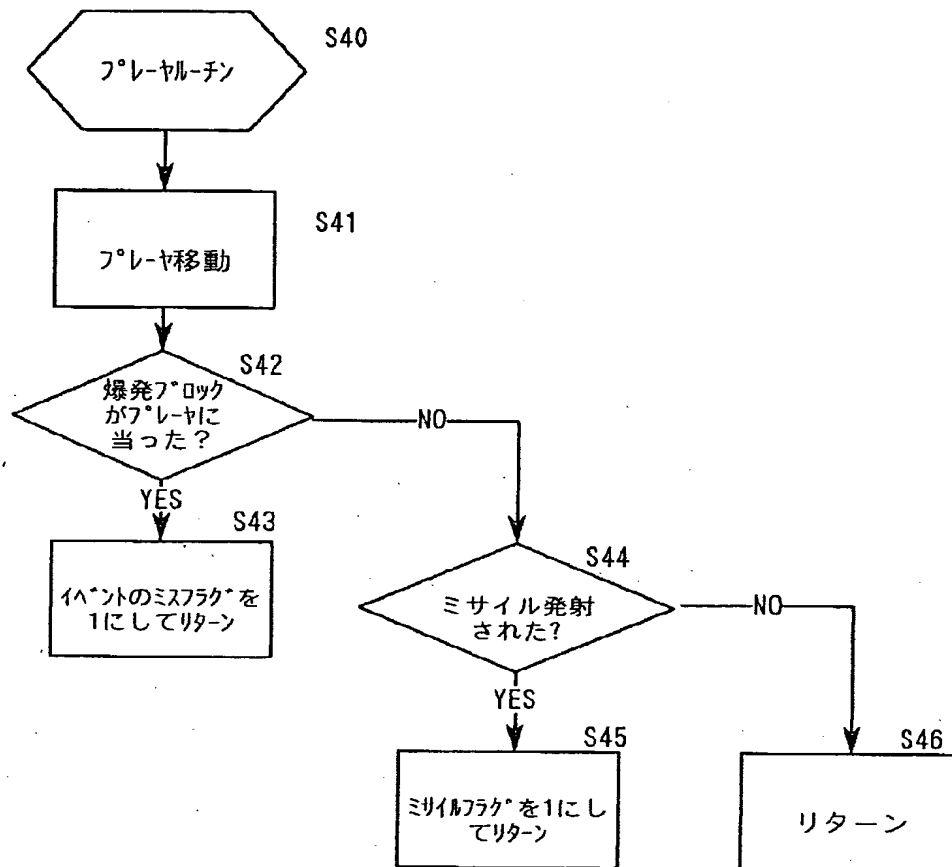 S40
プレーヤルーチン
S41
プレーヤ移動
S42
爆発ブロック
がプレーヤに
当った？
NO
YES
S43
イベントのミスフラグを
1にしてリターン
S44
ミサイル発射
された?
NO
YES
S45
ミサイルフラグを1にし
てリターン
S46
リターン